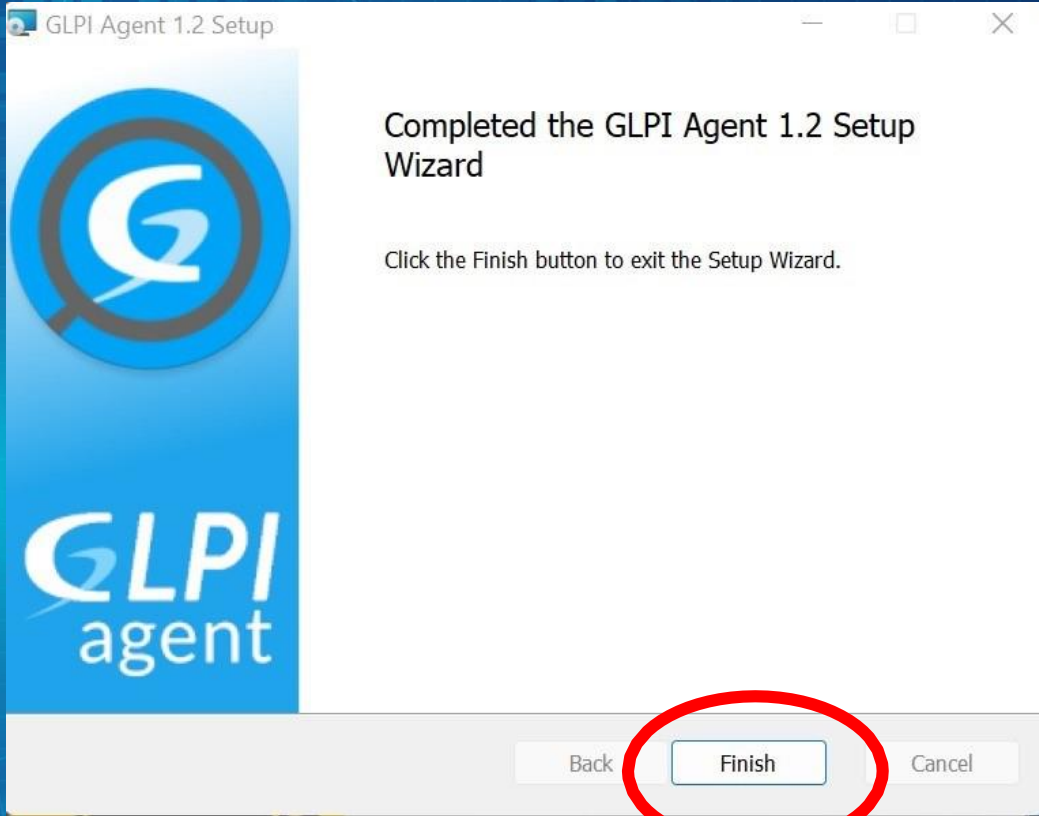 GLPI Agent 1.2 Setup
Completed the GLPI Agent 1.2 Setup
Wizard
Click the Finish button to exit the Setup Wizard.
GLPI
agent
Back
Finish
Cancel